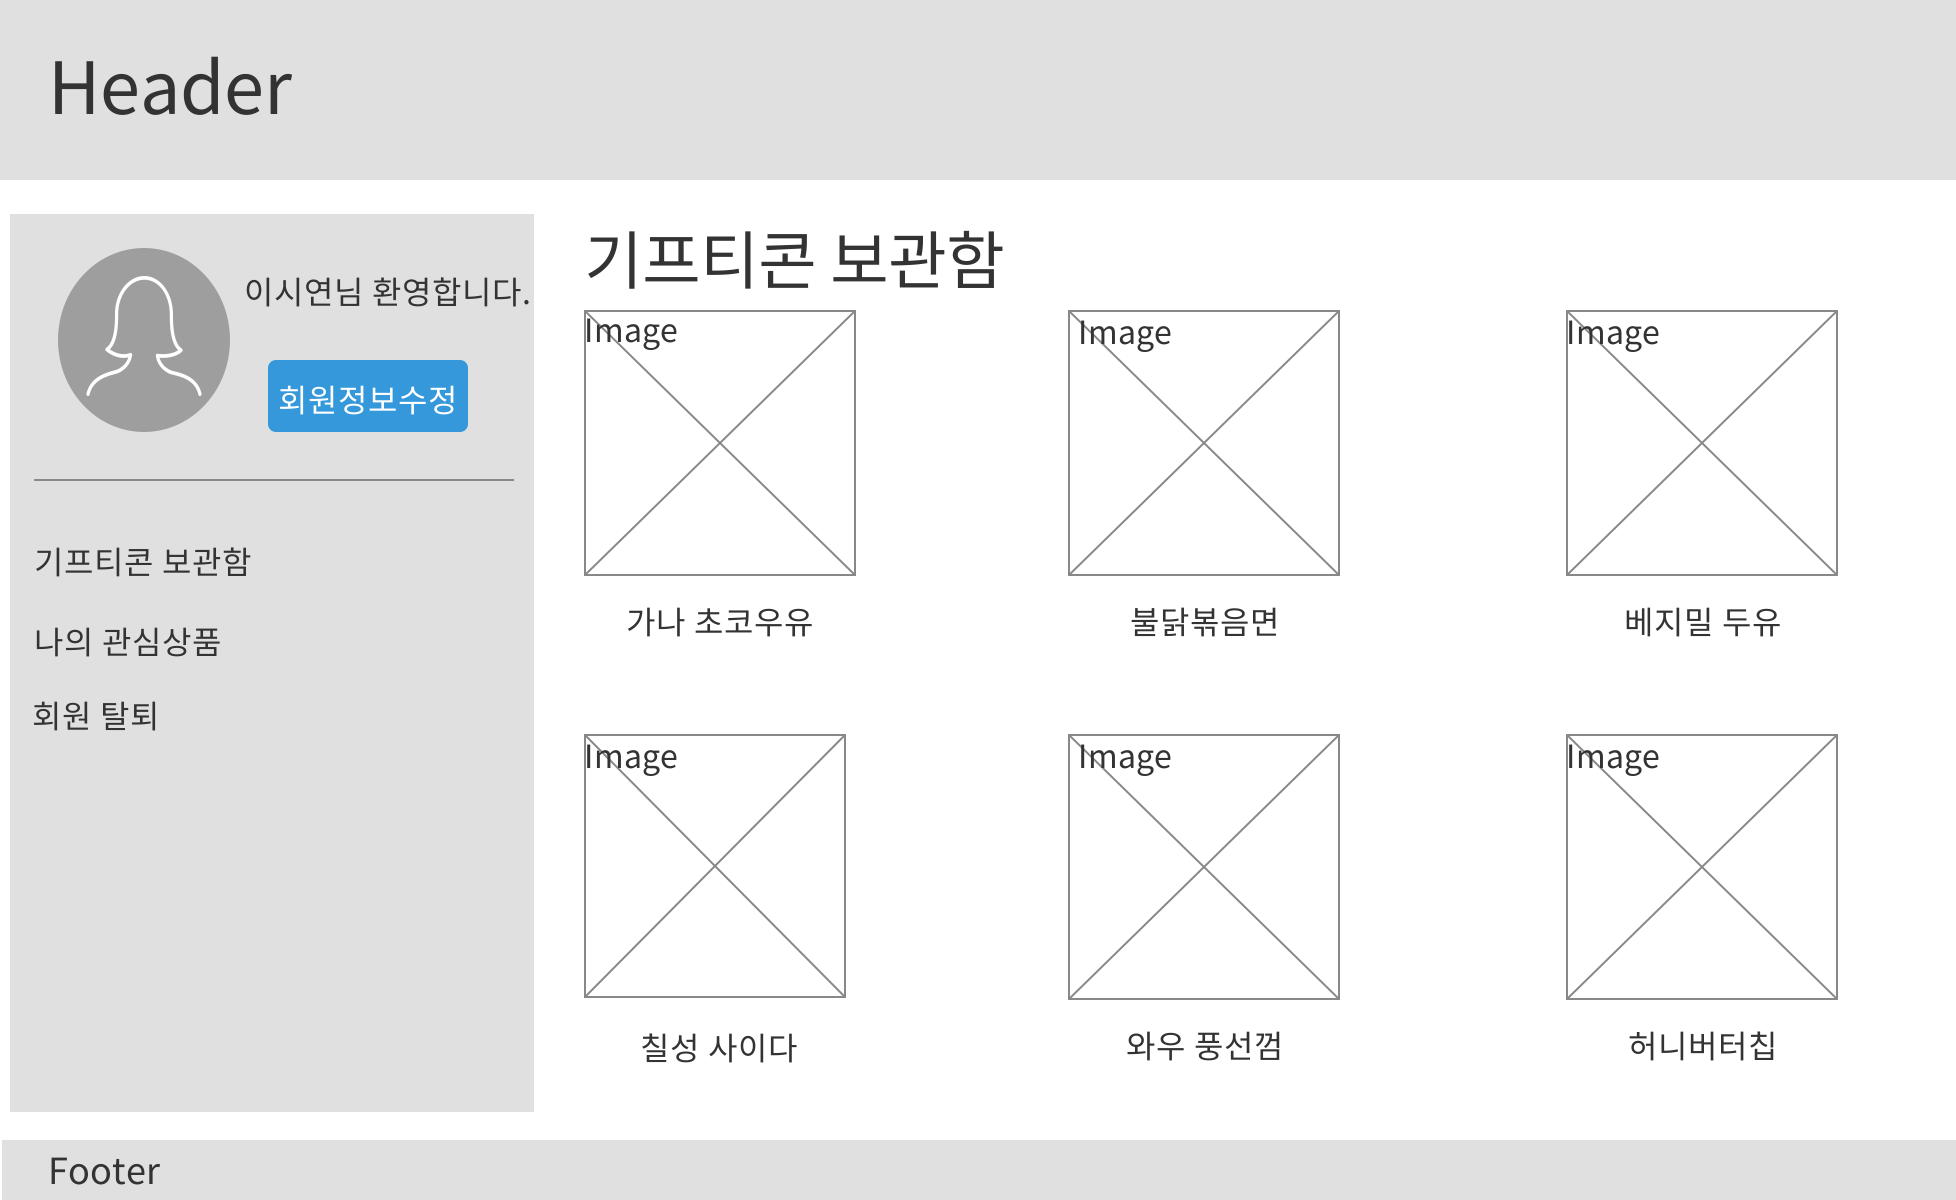 Header
이시연님 환영합니다.
회원정보수정
기프티콘 보관함
나의 관심상품
회원 탈퇴
기프티콘 보관함
Image
Image
Image
가나 초코우유
불닭볶음면
베지밀 두유
Image
Image
Image
칠성 사이다
와우 풍선껌
허니버터칩
Footer